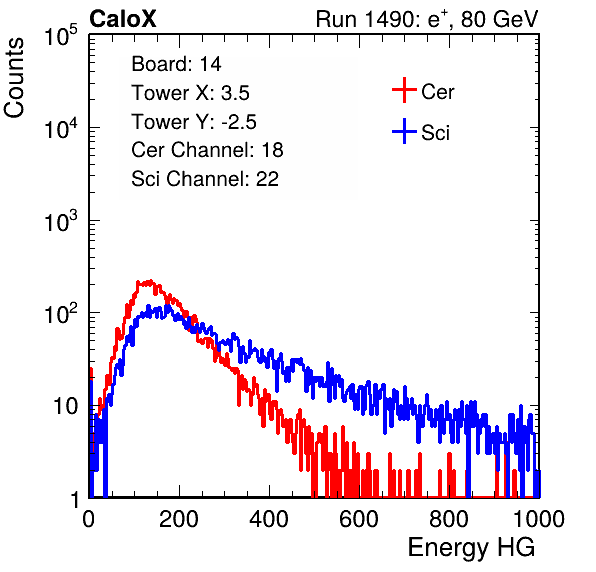 CaloX Run 1490: e⁺, 80 GeV
Counts
10⁵
10⁴
10³
10²
10
1
Board: 14
Tower X: 3.5
Tower Y: -2.5
Cer Channel: 18
Sci Channel: 22
Cer
Sci
0 200 400 600 800 1000
Energy HG